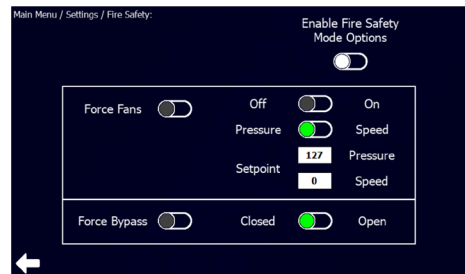 Main Menu / Settings / Fire Safety:
Enable Fire Safety
Mode Options
Force Fans
Off
On
Pressure
Speed
Setpoint
127
Pressure
0
Speed
Force Bypass
Closed
Open